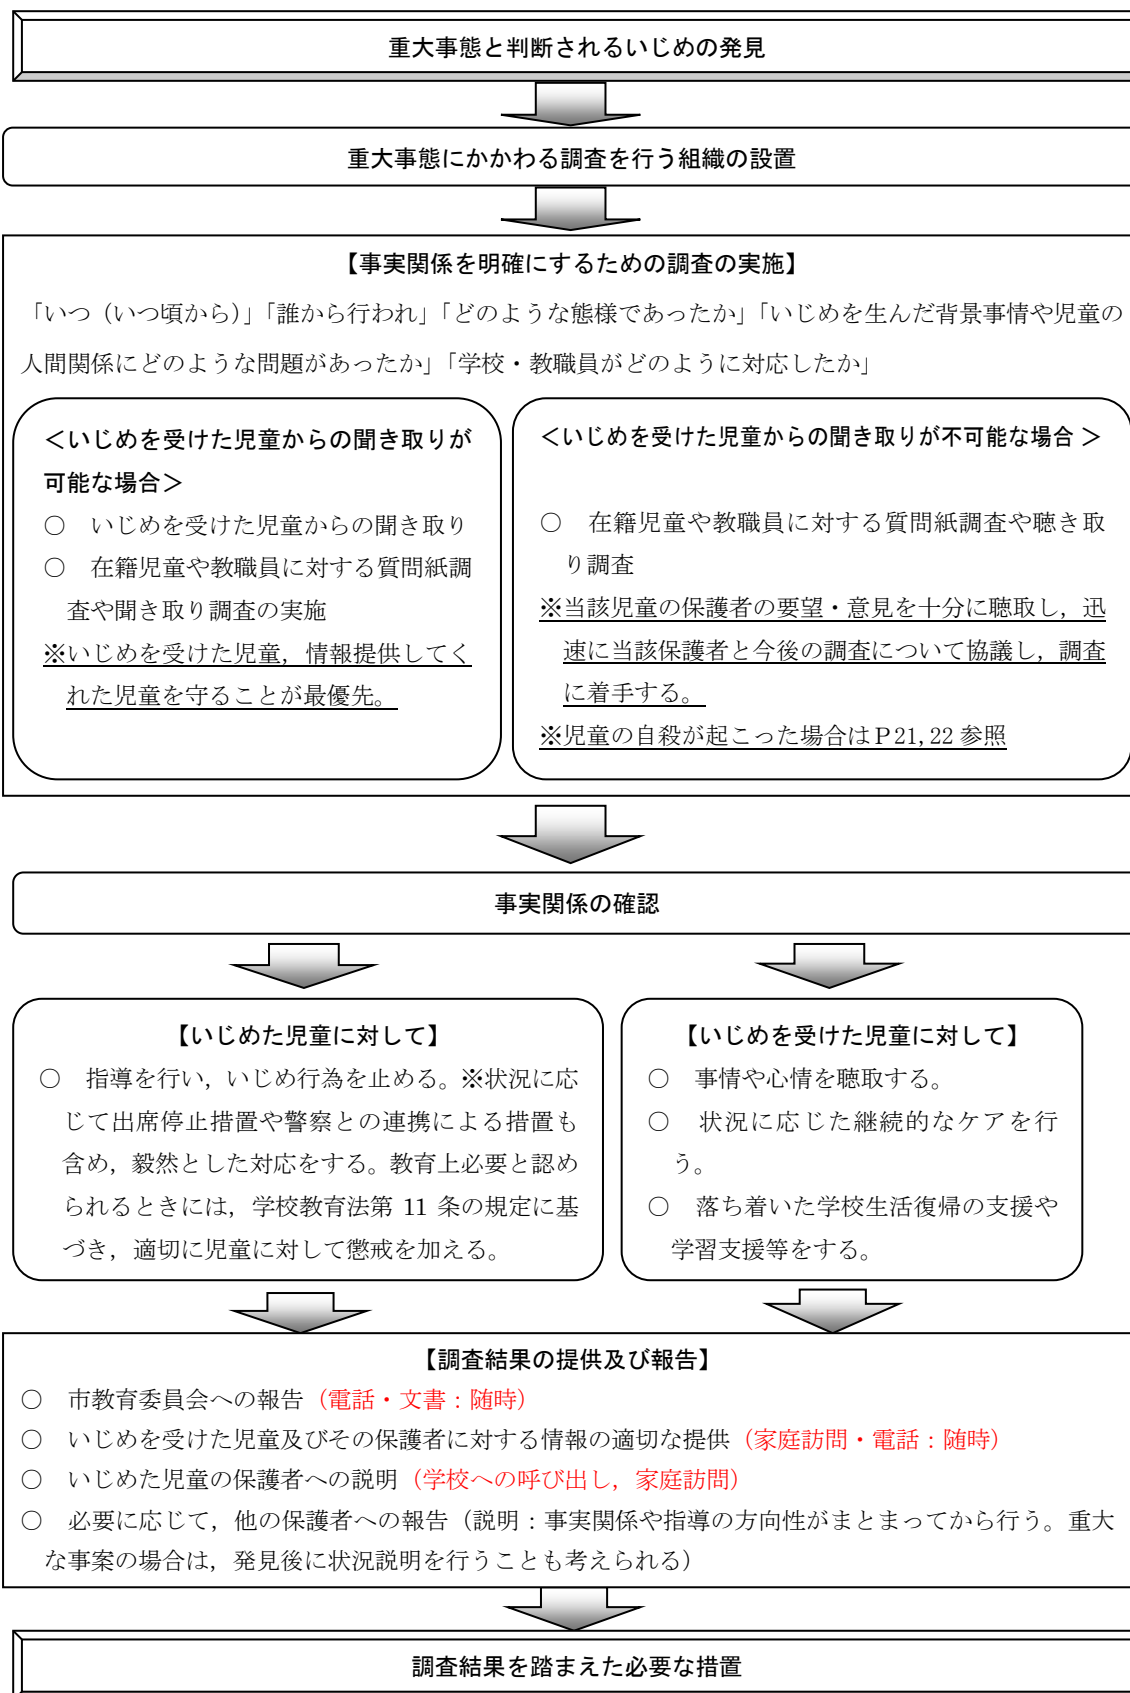 重大事態と判断されるいじめの発見
重大事態にかかわる調査を行う組織の設置
【事実関係を明確にするための調査の実施】
「いつ（いつ頃から）」「誰から行われ」「どのような態様であったか」「いじめを生んだ背景事情や児童の
人間関係にどのような問題があったか」「学校・教職員がどのように対応したか」
＜いじめを受けた児童からの聞き取りが
可能な場合＞
○　いじめを受けた児童からの聞き取り
○　在籍児童や教職員に対する質問紙調
査や聞き取り調査の実施
※いじめを受けた児童，情報提供してく
れた児童を守ることが最優先。
＜いじめを受けた児童からの聞き取りが不可能な場合＞
○　在籍児童や教職員に対する質問紙調査や聴き取
り調査
※当該児童の保護者の要望・意見を十分に聴取し，迅
速に当該保護者と今後の調査について協議し，調査
に着手する。
※児童の自殺が起こった場合はＰ21,22 参照
事実関係の確認
【いじめた児童に対して】
○　指導を行い，いじめ行為を止める。※状況に応
じて出席停止措置や警察との連携による措置も
含め，毅然とした対応をする。教育上必要と認め
られるときには，学校教育法第 11 条の規定に基
づき，適切に児童に対して懲戒を加える。
【いじめを受けた児童に対して】
○　事情や心情を聴取する。
○　状況に応じた継続的なケアを行
う。
○　落ち着いた学校生活復帰の支援や
学習支援等をする。
【調査結果の提供及び報告】
○　市教育委員会への報告（電話・文書：随時）
○　いじめを受けた児童及びその保護者に対する情報の適切な提供（家庭訪問・電話：随時）
○　いじめた児童の保護者への説明（学校への呼び出し，家庭訪問）
○　必要に応じて，他の保護者への報告（説明：事実関係や指導の方向性がまとまってから行う。重大
な事案の場合は，発見後に状況説明を行うことも考えられる）
調査結果を踏まえた必要な措置